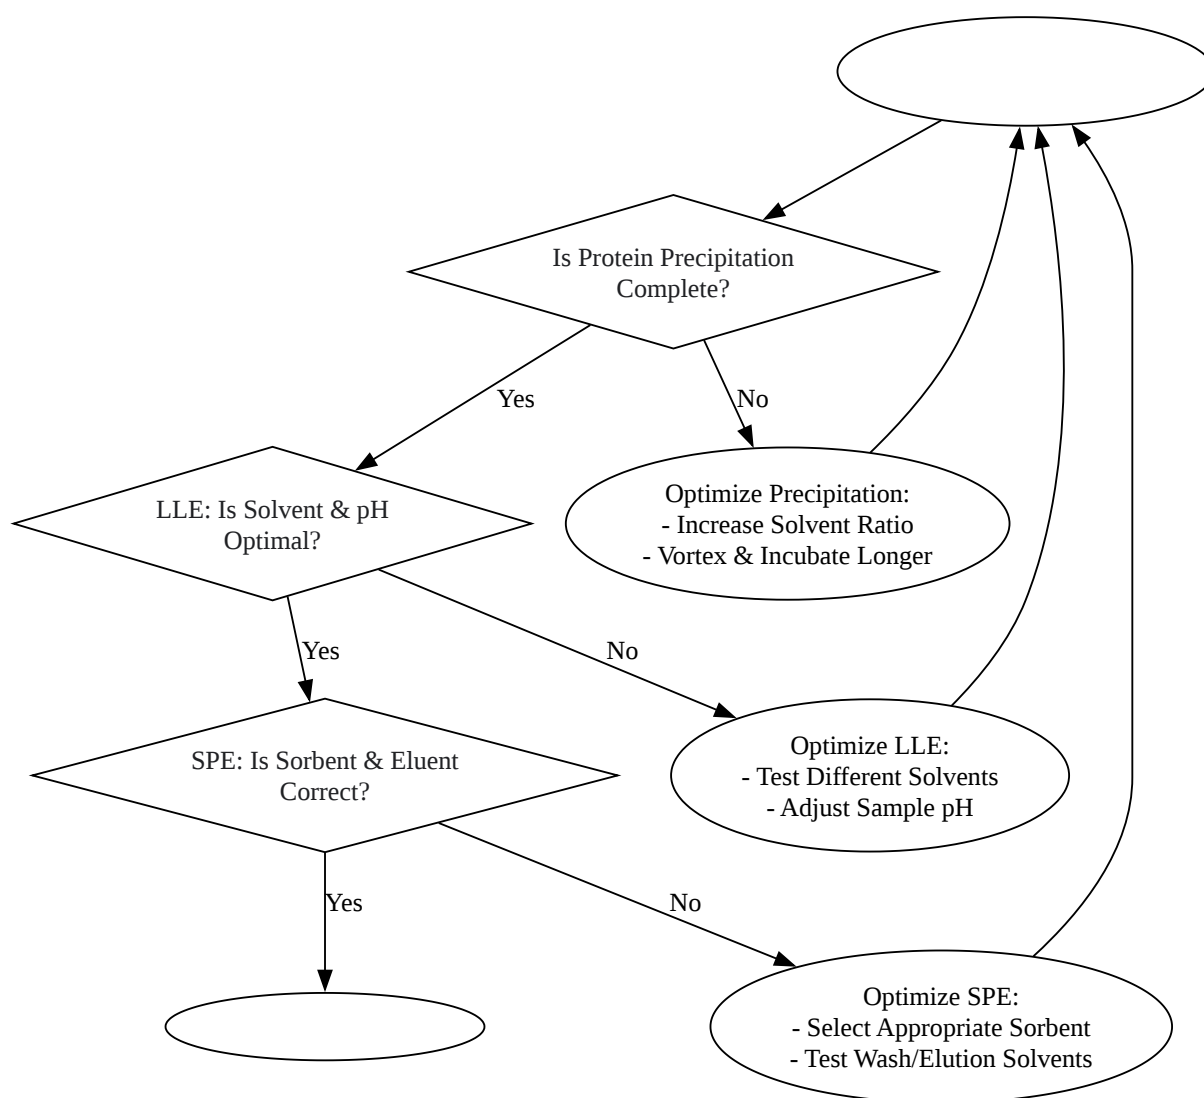 Is Protein Precipitation
Complete?
Yes
No
LLE: Is Solvent & pH
Optimal?
Optimize Precipitation:
- Increase Solvent Ratio
- Vortex & Incubate Longer
Yes
No
SPE: Is Sorbent & Eluent
Correct?
Optimize LLE:
- Test Different Solvents
- Adjust Sample pH
Yes
No
Optimize SPE:
- Select Appropriate Sorbent
- Test Wash/Elution Solvents